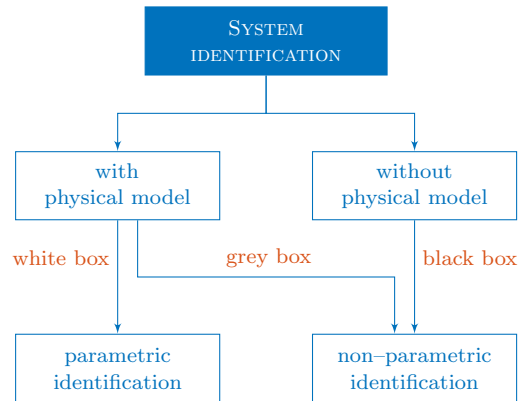 SYSTEM
IDENTIFICATION
with
physical model
without
physical model
white box
grey box
black box
parametric
identification
non–parametric
identification